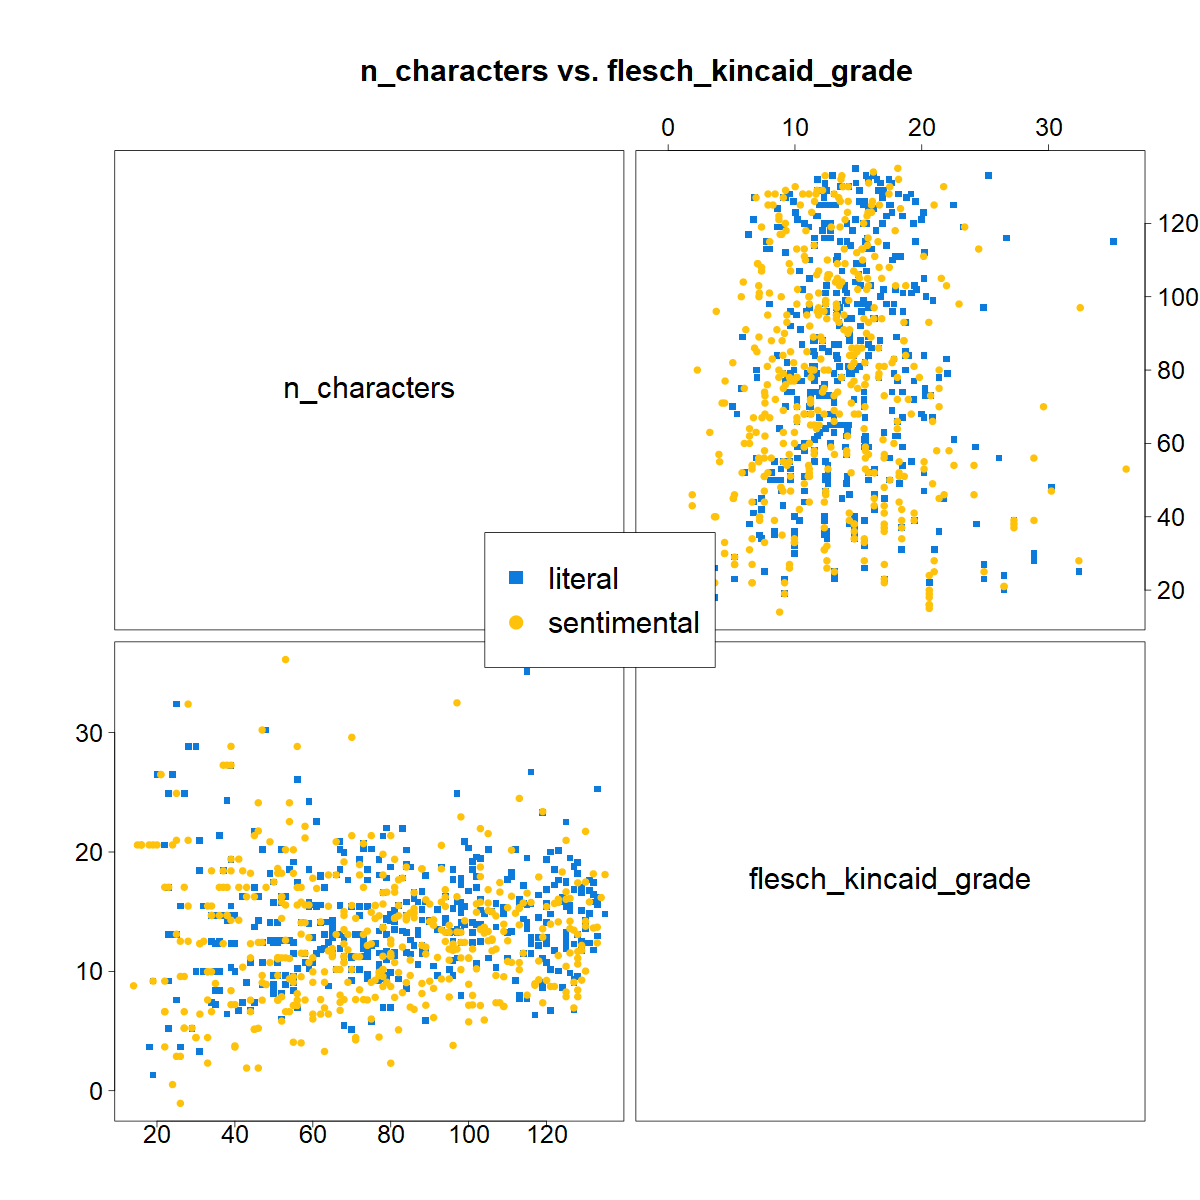 n_characters vs. flesch_kincaid_grade
0 10 20 30
n_characters
120
100
80
60
40
20
literal
sentimental
30
20
10
0
flesch_kincaid_grade
20 40 60 80 100 120